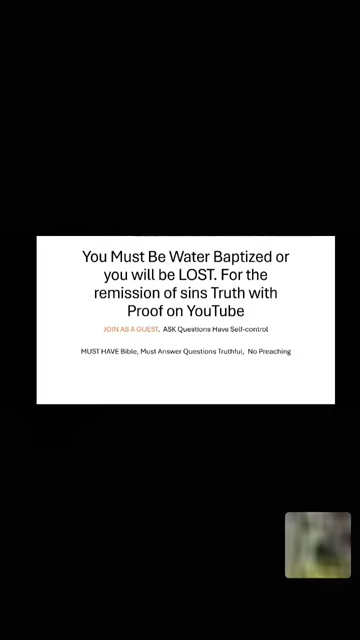 You Must Be Water Baptized or
you will be LOST. For the
remission of sins Truth with
Proof on YouTube
JOIN AS A GUEST. ASK Questions Have Self-control
MUST HAVE Bible, Must Answer Questions Truthful, No Preaching